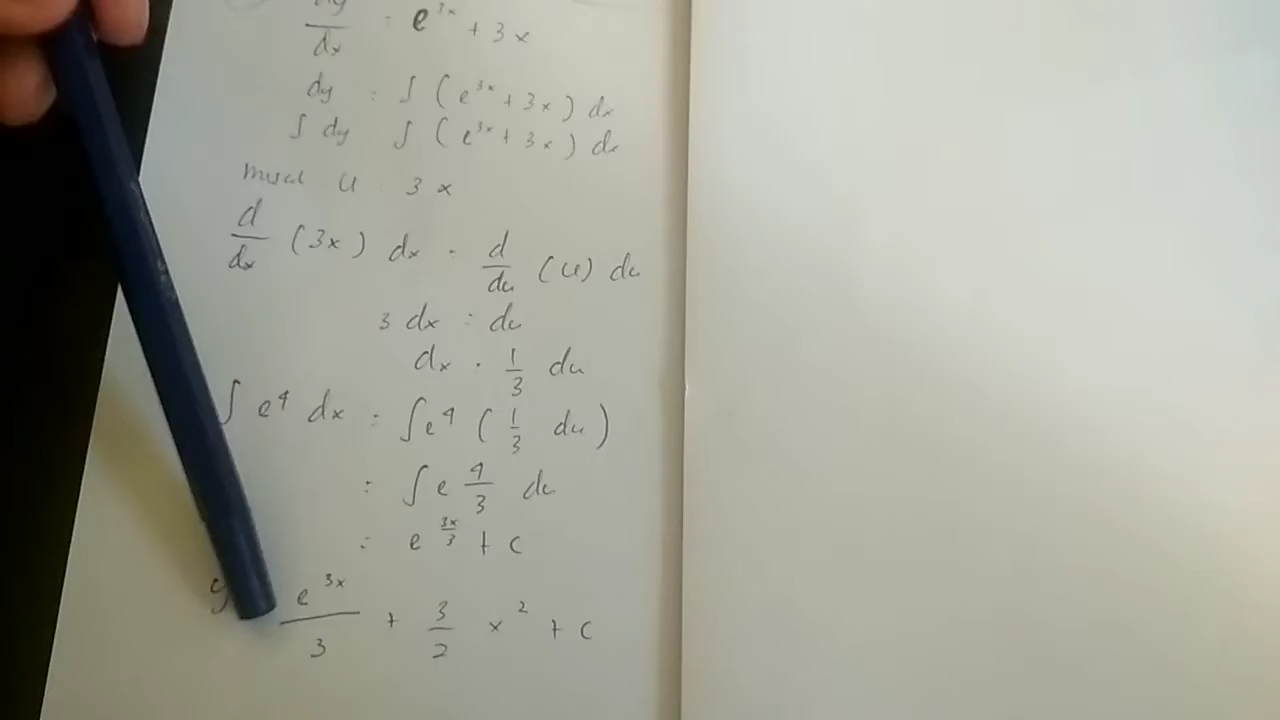 dy/dx = e^3x + 3x
dy = ∫ (e^3x + 3x) dx
∫ dy ∫ (e^3x + 3x) dx
misal u = 3x
d/dx (3x) dx = d/du (u) du
3 dx = du
dx = 1/3 du
∫ e^u dx = ∫ e^u (1/3 du)
= ∫ e u/3 du
= e^3x/3 + c
y e^3x/3 + 3/2 x^2 + c